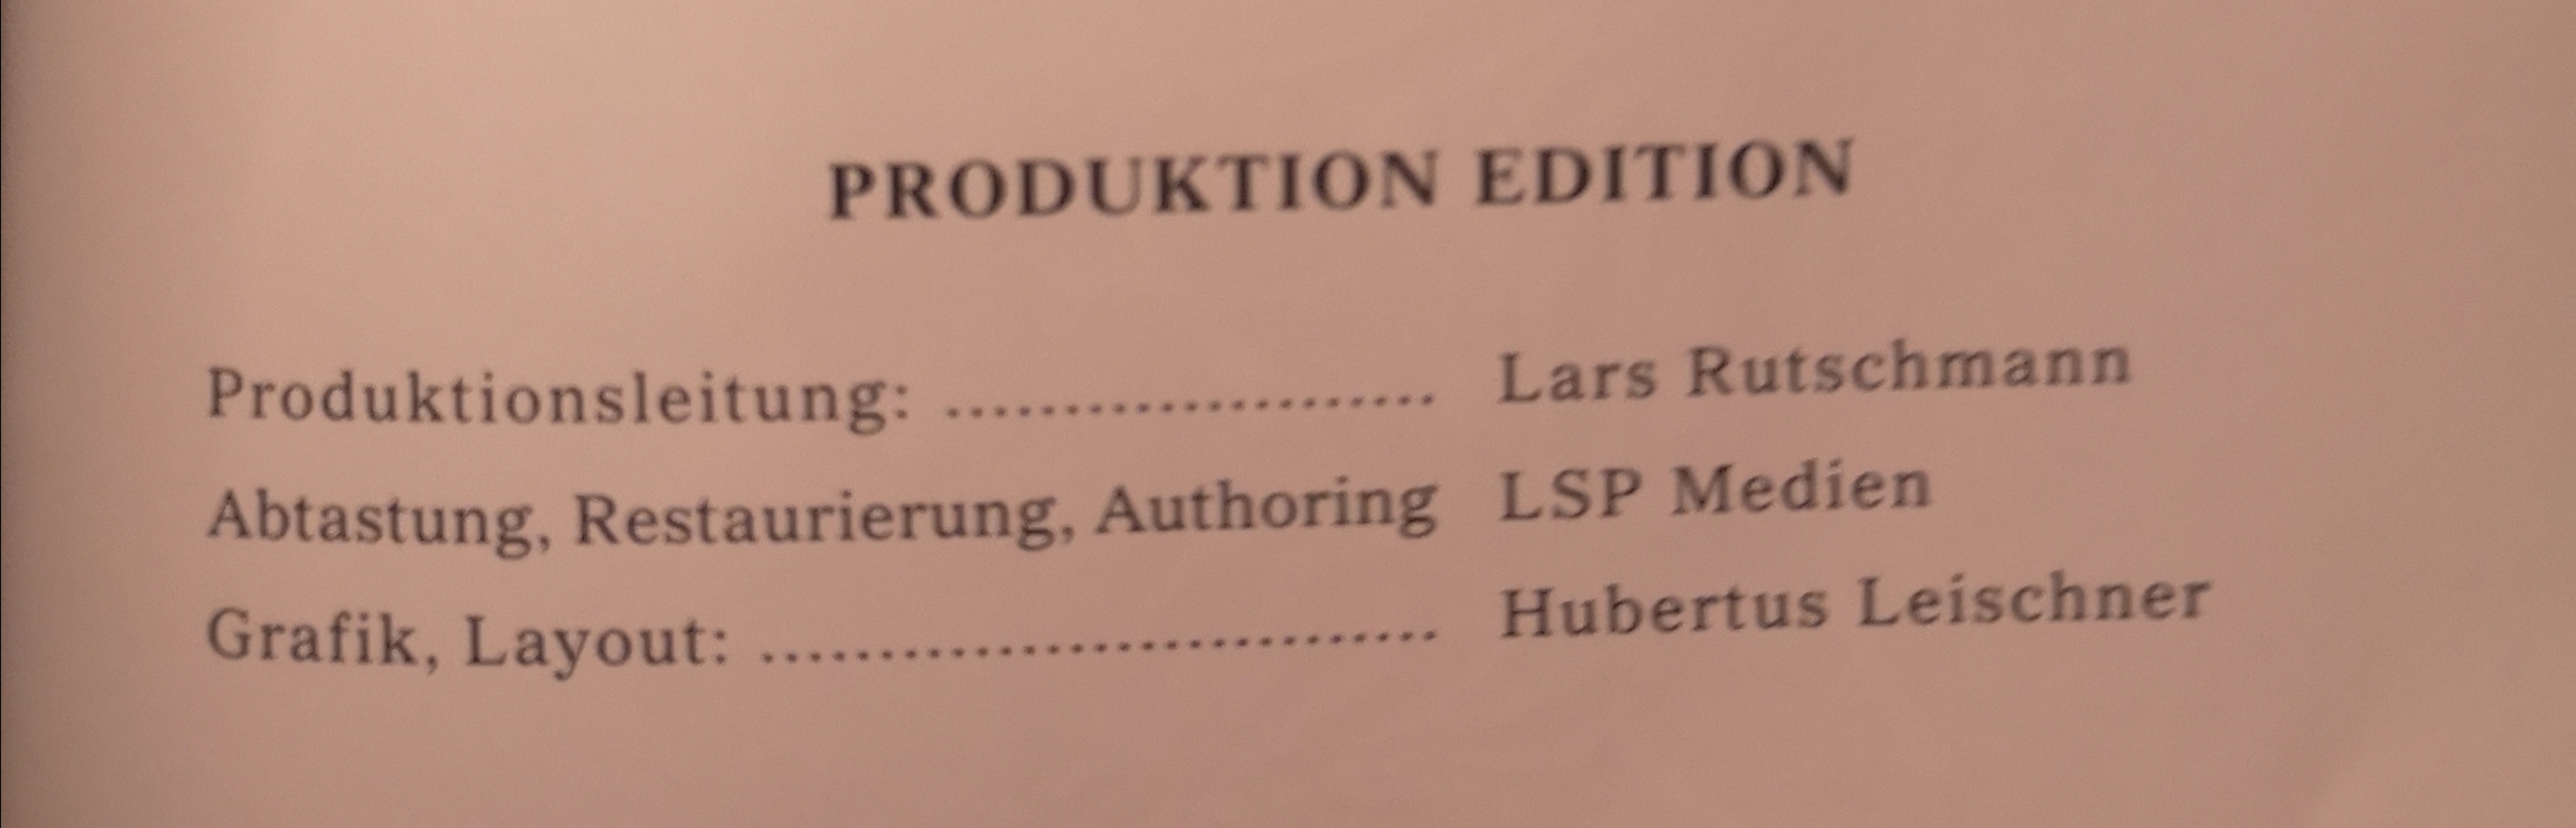 PRODUKTION EDITION
Produktionsleitung: ..................... Lars Rutschmann
Abtastung, Restaurierung, Authoring LSP Medien
Grafik, Layout: ............................. Hubertus Leischner